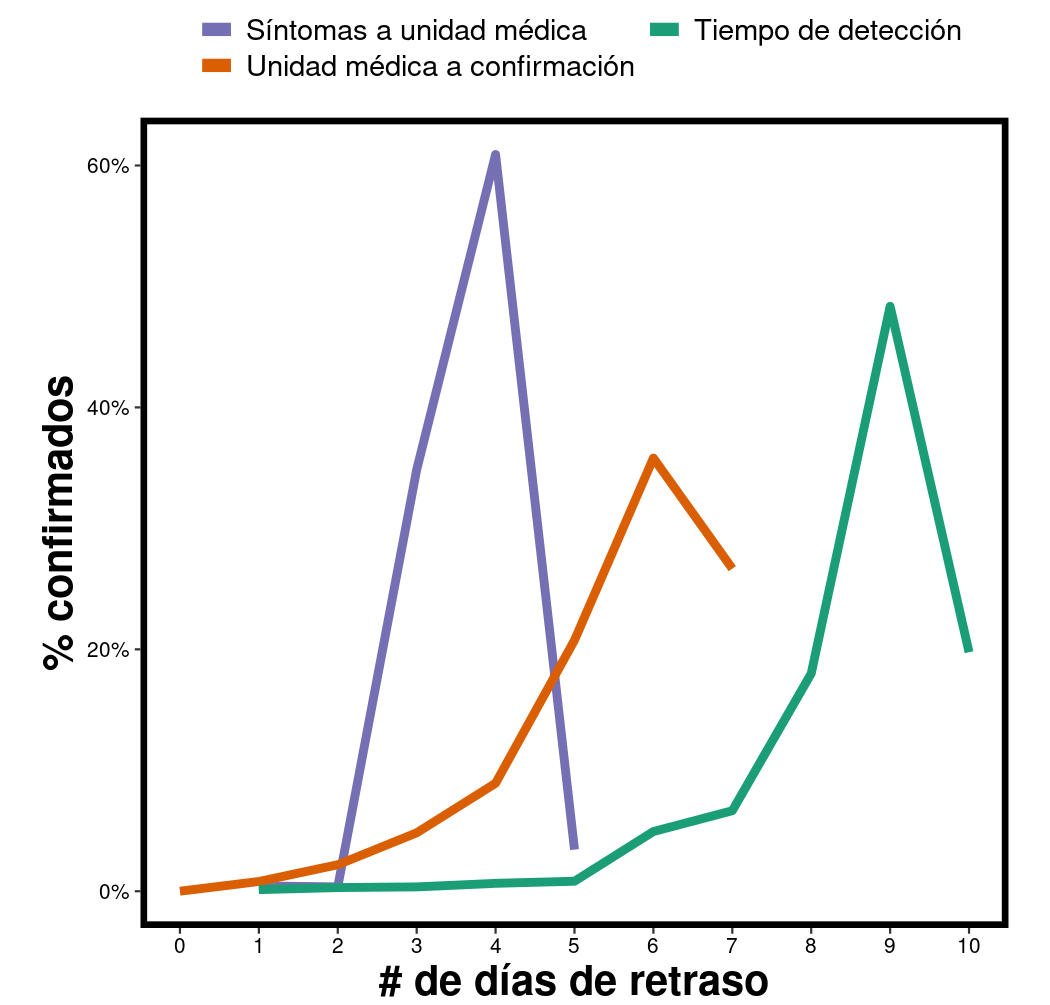 Síntomas a unidad médica
Tiempo de detección
Unidad médica a confirmación
60%
40%
20%
0%
% confirmados
0 1 2 3 4 5 6 7 8 9 10
# de días de retraso